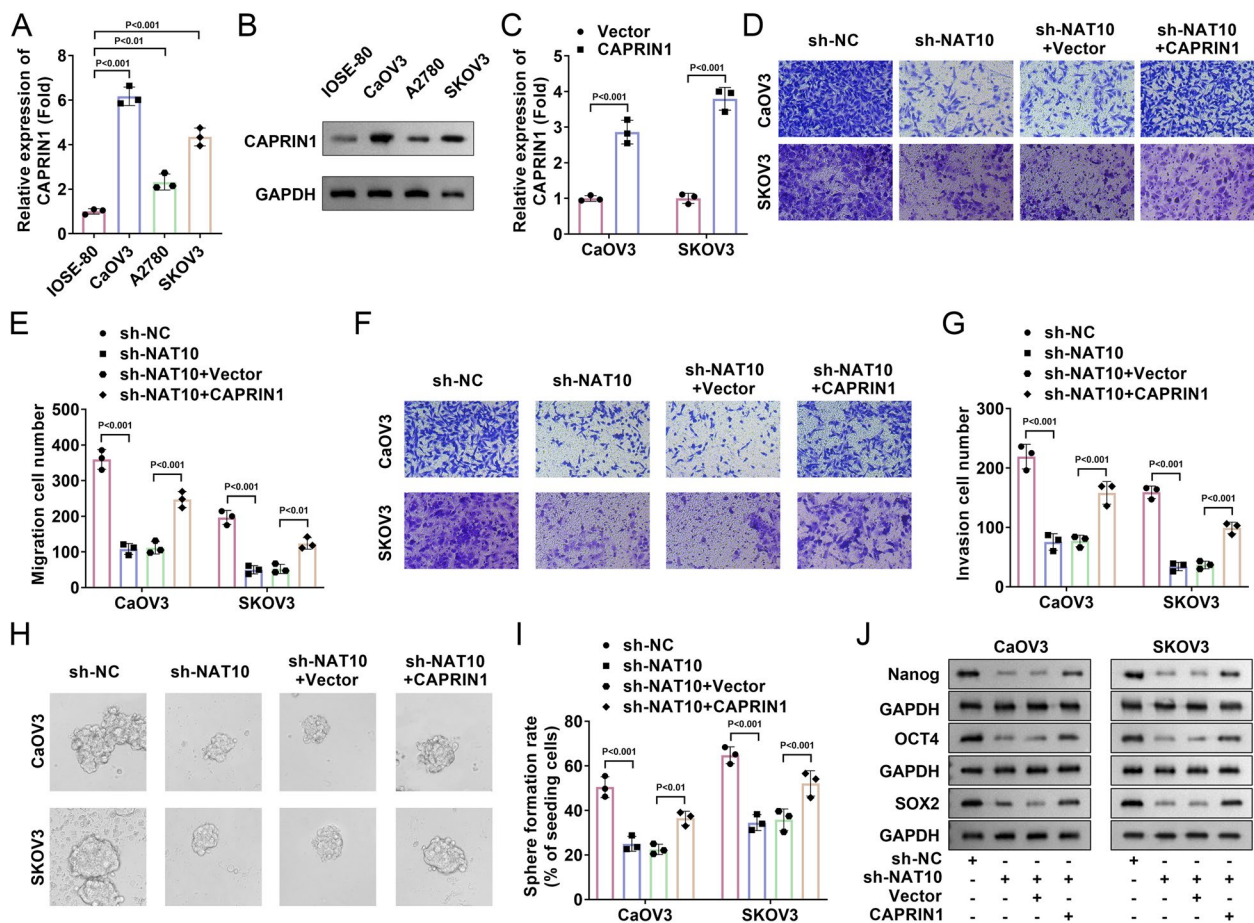 A
Relative expression of
CAPRIN1 (Fold)
8
6
4
2
0
P<0.001
P<0.01
P<0.001
IOSE-80
CaOV3
A2780
SKOV3
B
IOSE-80
CaOV3
A2780
SKOV3
CAPRIN1
GAPDH
C
Vector
CAPRIN1
Relative expression of
CAPRIN1 (Fold)
5
4
3
2
1
0
P<0.001
P<0.001
CaOV3
SKOV3
D
sh-NC
sh-NAT10
sh-NAT10
+Vector
sh-NAT10
+CAPRIN1
CaOV3
SKOV3
E
sh-NC
sh-NAT10
sh-NAT10+Vector
sh-NAT10+CAPRIN1
Migration cell number
500
400
300
200
100
0
P<0.001
P<0.001
P<0.001
P<0.01
CaOV3
SKOV3
F
sh-NC
sh-NAT10
sh-NAT10
+Vector
sh-NAT10
+CAPRIN1
CaOV3
SKOV3
G
sh-NC
sh-NAT10
sh-NAT10+Vector
sh-NAT10+CAPRIN1
Invasion cell number
300
200
100
0
P<0.001
P<0.001
P<0.001
P<0.001
CaOV3
SKOV3
H
sh-NC
sh-NAT10
sh-NAT10
+Vector
sh-NAT10
+CAPRIN1
CaOV3
SKOV3
I
sh-NC
sh-NAT10
sh-NAT10+Vector
sh-NAT10+CAPRIN1
Sphere formation rate
(% of seeding cells)
80
60
40
20
0
P<0.001
P<0.01
P<0.001
P<0.001
CaOV3
SKOV3
J
CaOV3
SKOV3
Nanog
GAPDH
OCT4
GAPDH
SOX2
GAPDH
sh-NC + - - - + - - -
sh-NAT10 - + + + - + + +
Vector - - + - - - + -
CAPRIN1 - - - + - - - +